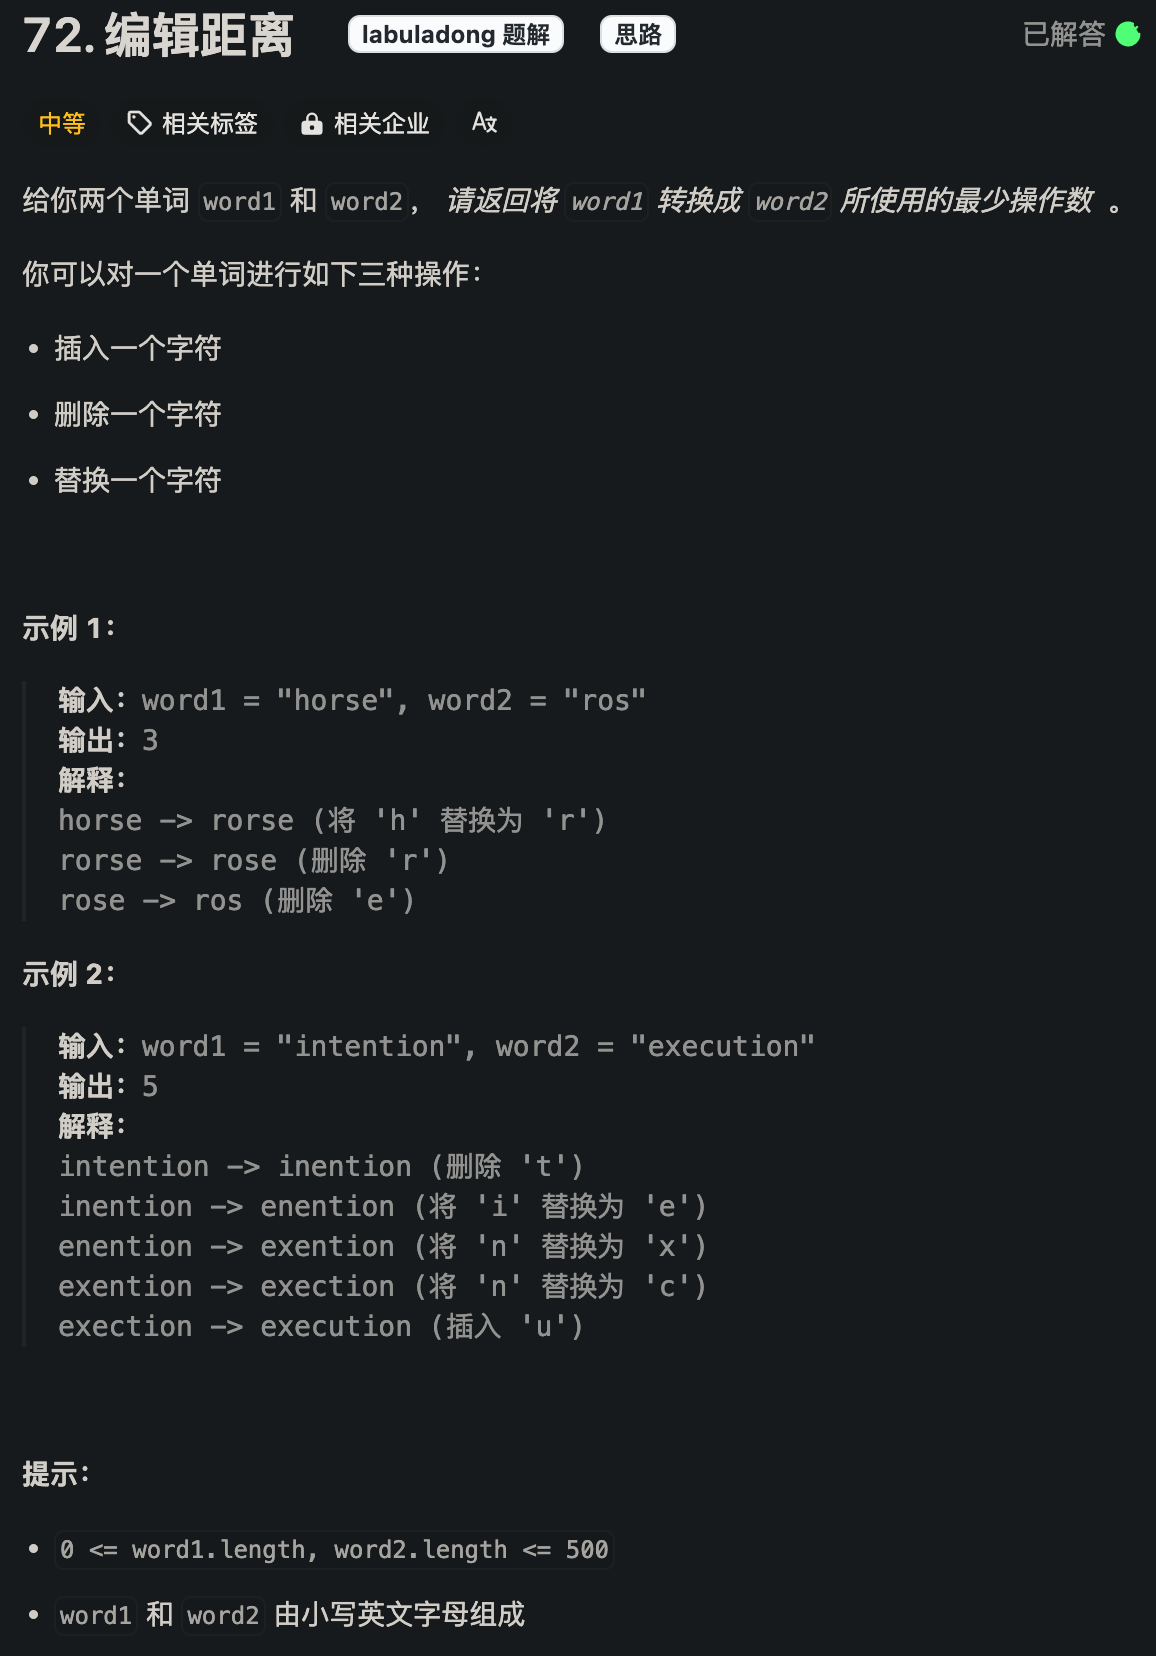 72. 编辑距离 labuladong 题解 思路 已解答
中等 相关标签 相关企业 Az
给你两个单词 word1 和 word2， 请返回将 word1 转换成 word2 所使用的最少操作数 。
你可以对一个单词进行如下三种操作：
• 插入一个字符
• 删除一个字符
• 替换一个字符
示例 1：
输入：word1 = "horse", word2 = "ros"
输出：3
解释：
horse -> rorse (将 'h' 替换为 'r')
rorse -> rose (删除 'r')
rose -> ros (删除 'e')
示例 2：
输入：word1 = "intention", word2 = "execution"
输出：5
解释：
intention -> inention (删除 't')
inention -> enention (将 'i' 替换为 'e')
enention -> exention (将 'n' 替换为 'x')
exention -> exection (将 'n' 替换为 'c')
exection -> execution (插入 'u')
提示：
• 0 <= word1.length, word2.length <= 500
• word1 和 word2 由小写英文字母组成